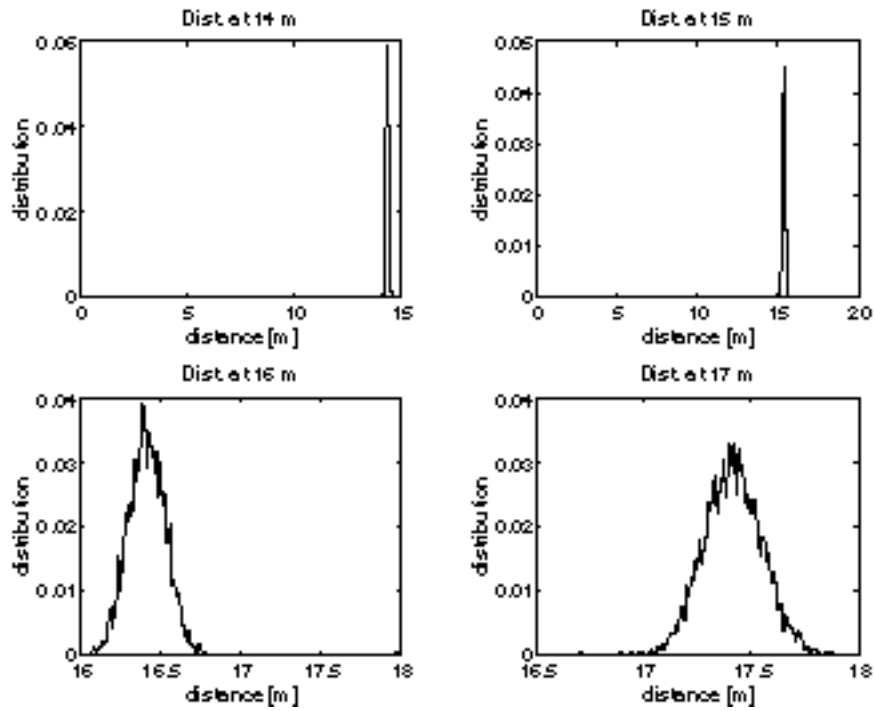 Dist. at 14 m
Dist. at 15 m
0.06
0.04
0.02
0
distribution
0 5 10 15
distance [m]
0.05
0.04
0.03
0.02
0.01
0
distribution
0 5 10 15 20
distance [m]
Dist. at 16 m
Dist. at 17 m
0.04
0.03
0.02
0.01
0
distribution
16 16.5 17 17.5 18
distance [m]
0.04
0.03
0.02
0.01
0
distribution
16.5 17 17.5 18
distance [m]